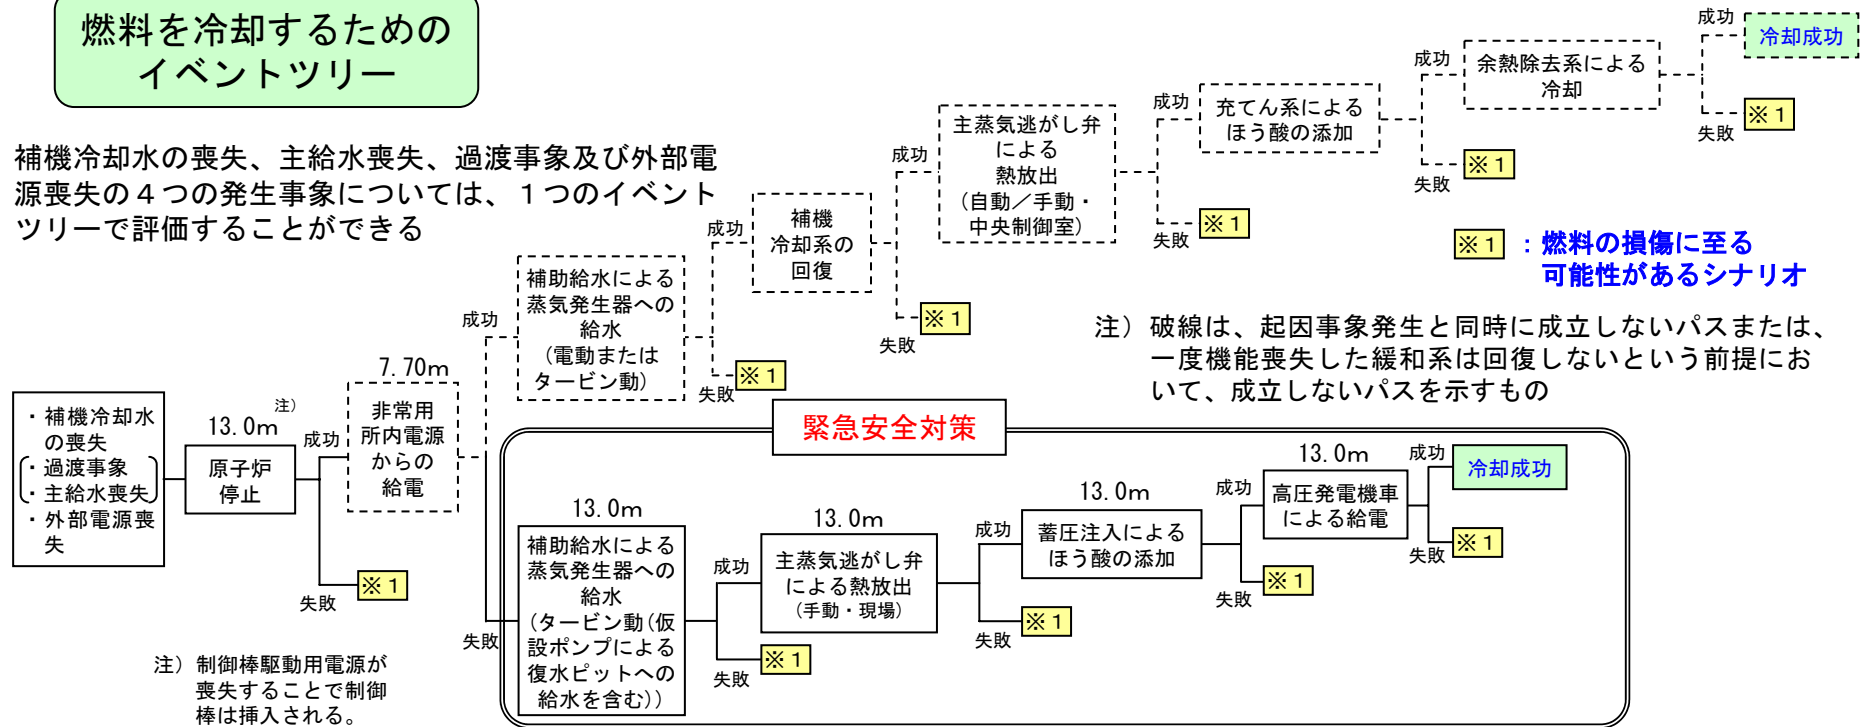 燃料を冷却するための
イベントツリー
補機冷却水の喪失、主給水喪失、過渡事象及び外部電
源喪失の４つの発生事象については、１つのイベント
ツリーで評価することができる
・補機冷却水
の喪失
・過渡事象
・主給水喪失
・外部電源喪
失
13.0m
注）
原子炉
停止
成功
失敗
※１
注）制御棒駆動用電源が
喪失することで制御
棒は挿入される。
7.70m
非常用
所内電源
からの
給電
成功
失敗
補助給水による
蒸気発生器への
給水
（電動または
タービン動）
成功
失敗
※１
補機
冷却系の
回復
成功
失敗
※１
主蒸気逃がし弁
による
熱放出
（自動／手動・
中央制御室）
成功
失敗
※１
充てん系による
ほう酸の添加
成功
失敗
※１
余熱除去系による
冷却
成功
失敗
冷却成功
※１
※１：燃料の損傷に至る
可能性があるシナリオ
注）破線は、起因事象発生と同時に成立しないパスまたは、
一度機能喪失した緩和系は回復しないという前提にお
いて、成立しないパスを示すもの
緊急安全対策
13.0m
補助給水による
蒸気発生器への
給水
（タービン動（仮
設ポンプによる
復水ピットへの
給水を含む））
成功
失敗
※１
13.0m
主蒸気逃がし弁
による熱放出
（手動・現場）
成功
失敗
※１
13.0m
蓄圧注入による
ほう酸の添加
成功
失敗
※１
13.0m
高圧発電機車
による給電
成功
失敗
冷却成功
※１